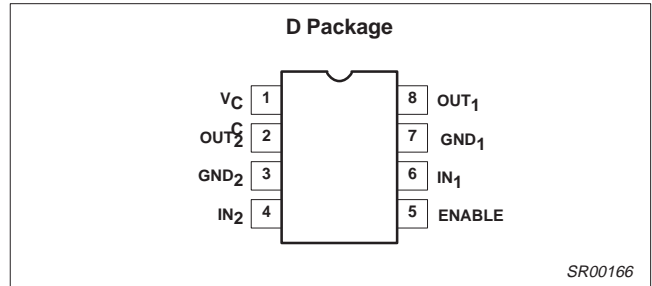 D Package
VCC 1 8 OUT1
OUT2 2 7 GND1
GND2 3 6 IN1
IN2 4 5 ENABLE
SR00166